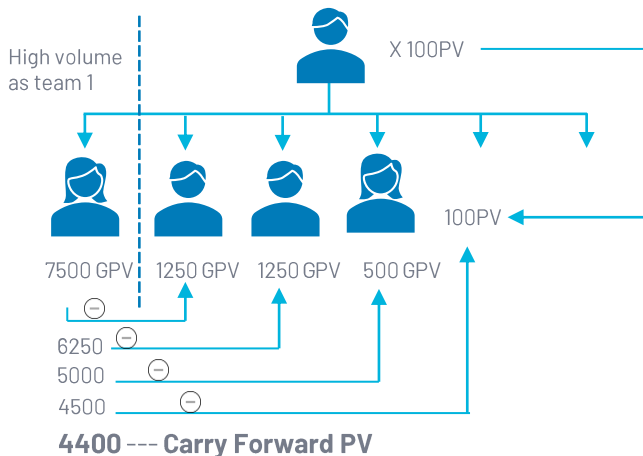 High volume
as team 1
X 100PV
100PV
7500 GPV
1250 GPV
1250 GPV
500 GPV
6250
5000
4500
4400 --- Carry Forward PV